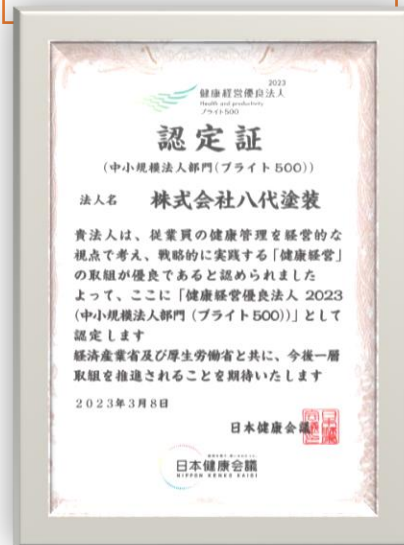 2023
健康経営優良法人
Health and productivity
ブライト500
認定証
(中小規模法人部門(ブライト500))
法人名 株式会社八代塗装
貴法人は、従業員の健康管理を経営的な
視点で考え、戦略的に実践する「健康経営」
の取組が優良であると認められました
よって、ここに「健康経営優良法人 2023
(中小規模法人部門 (ブライト500))」として
認定します
経済産業省及び厚生労働省と共に、今後一層
取組を推進されることを期待いたします
2023年3月8日
日本健康会議
日本健康会議
NIPPON KENKO KAIGI